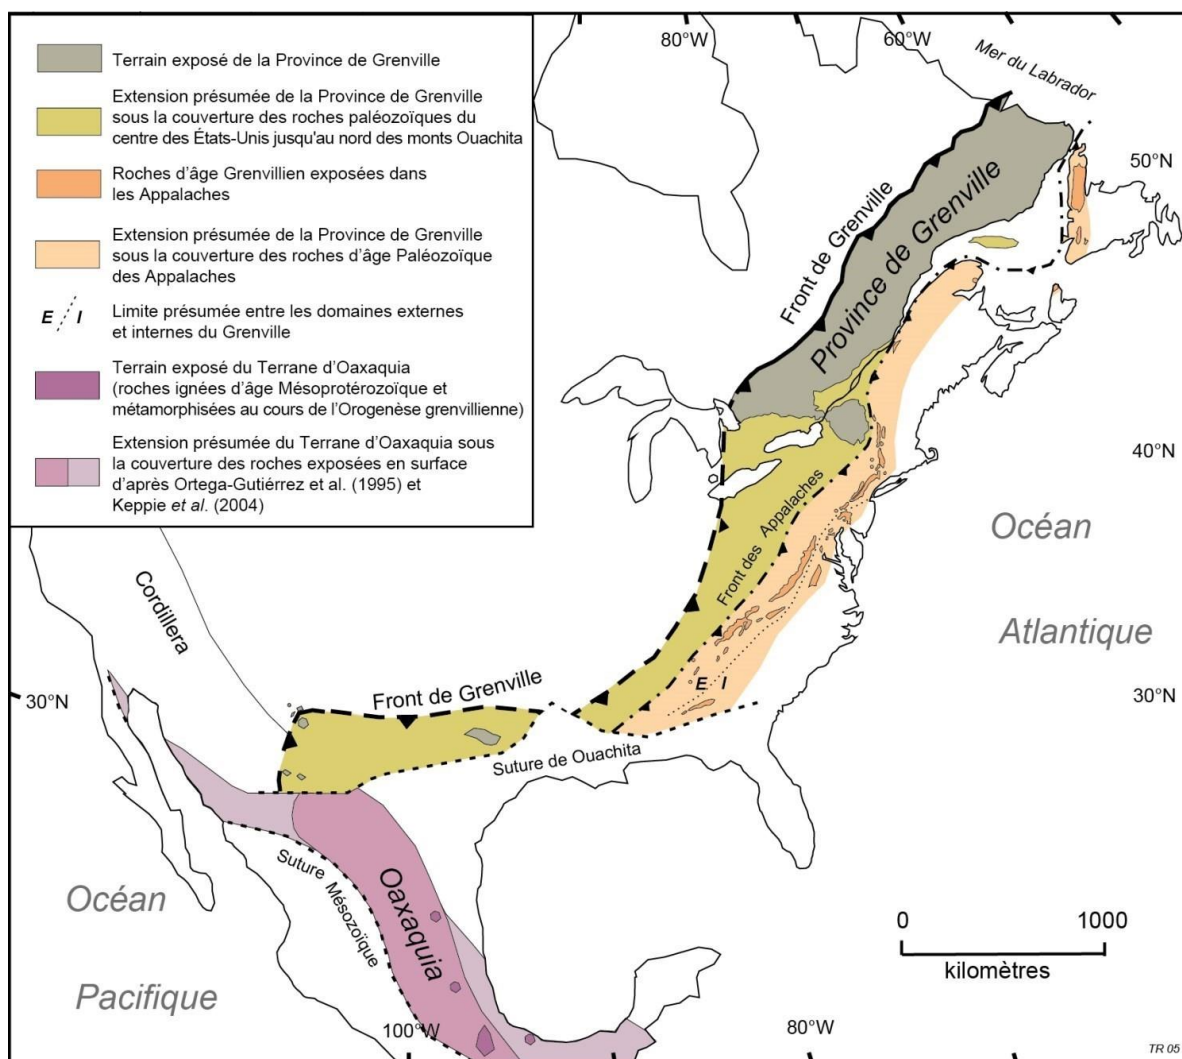 Terrain exposé de la Province de Grenville
Extension présumée de la Province de Grenville
sous la couverture des roches paléozoïques du
centre des États-Unis jusqu'au nord des monts Ouachita
Roches d'âge Grenvillien exposées dans
les Appalaches
Extension présumée de la Province de Grenville
sous la couverture des roches d'âge Paléozoïque
des Appalaches
E / I
Limite présumée entre les domaines externes
et internes du Grenville
Terrain exposé du Terrane d'Oaxaquia
(roches ignées d'âge Mésoprotérozoïque et
métamorphisées au cours de l'Orogenèse grenvillienne)
Extension présumée du Terrane d'Oaxaquia sous
la couverture des roches exposées en surface
d'après Ortega-Gutiérrez et al. (1995) et
Keppie et al. (2004)
80°W
60°W
Mer du Labrador
50°N
Front de Grenville
Province de Grenville
40°N
Front des Appalaches
Océan
Atlantique
Cordillera
E I
30°N
Front de Grenville
30°N
Suture de Ouachita
Suture Mésozoïque
Oaxaquia
Océan
Pacifique
0 1000
kilomètres
100°W
80°W
TR 05